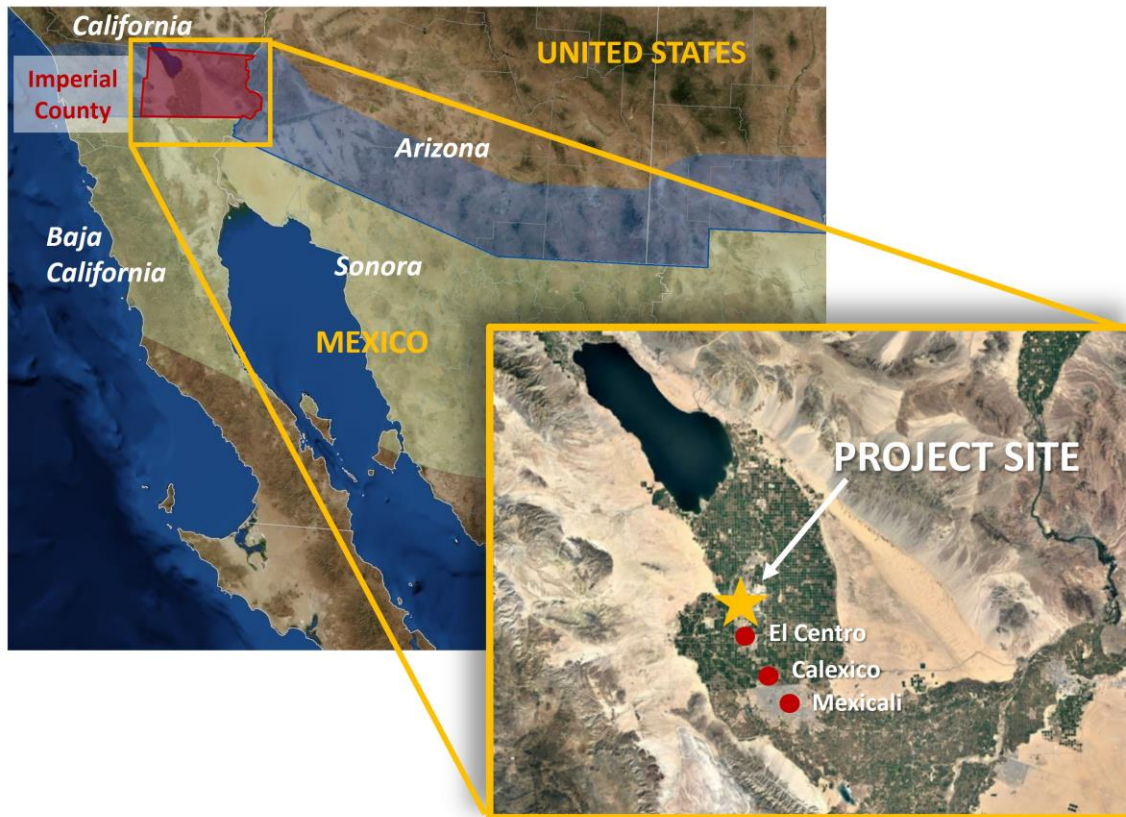 California
UNITED STATES
Imperial
County
Arizona
Baja
California
Sonora
MEXICO
PROJECT SITE
El Centro
Calexico
Mexicali